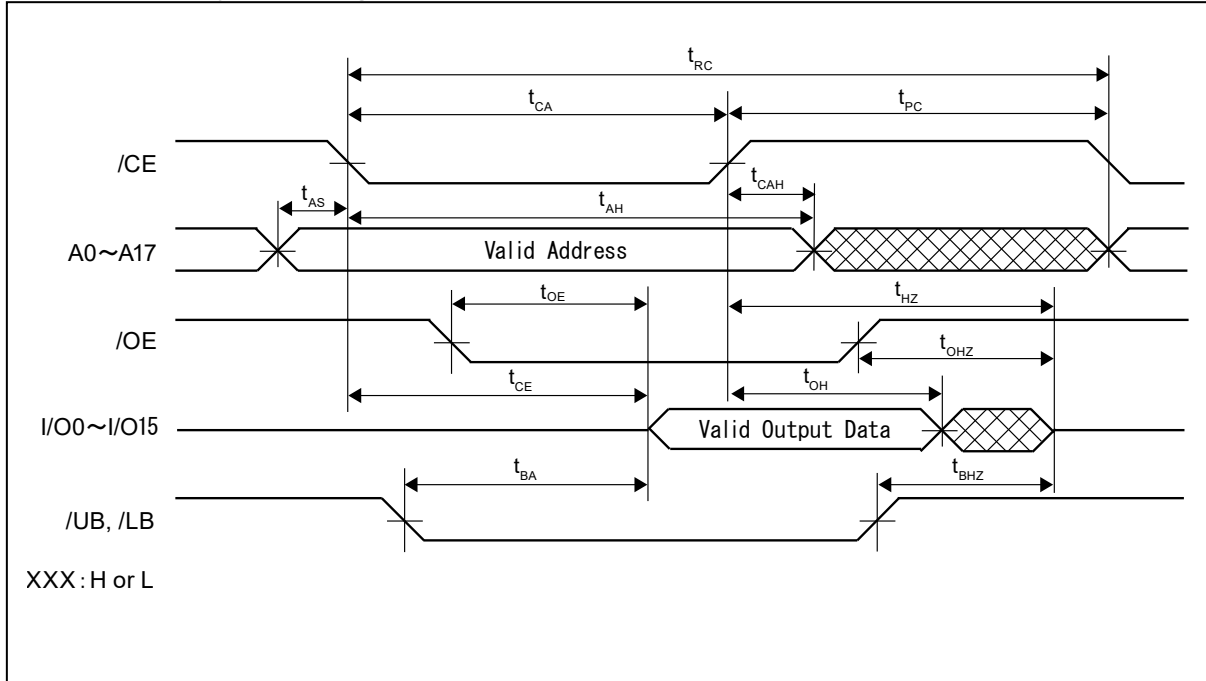 tRC
tCA tPC
/CE
tCAH
tAS tAH
A0～A17 Valid Address
tOE tHZ
/OE
tOHZ
tCE tOH
I/O0～I/O15 Valid Output Data
tBA tBHZ
/UB, /LB
XXX : H or L